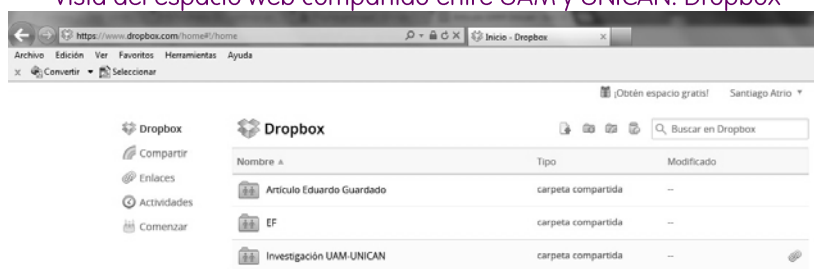 Vista del espacio web compartido entre UAM y UNICAN: Dropbox
https://www.dropbox.com/home#!/home
Inicio - Dropbox
Archivo Edición Ver Favoritos Herramientas Ayuda
x Convertir Seleccionar
¡Obtén espacio gratis! Santiago Atrio
Dropbox
Compartir
Enlaces
Actividades
Comenzar
Dropbox
Buscar en Dropbox
Nombre Tipo Modificado
Artículo Eduardo Guardado carpeta compartida --
EF carpeta compartida --
Investigación UAM-UNICAN carpeta compartida --